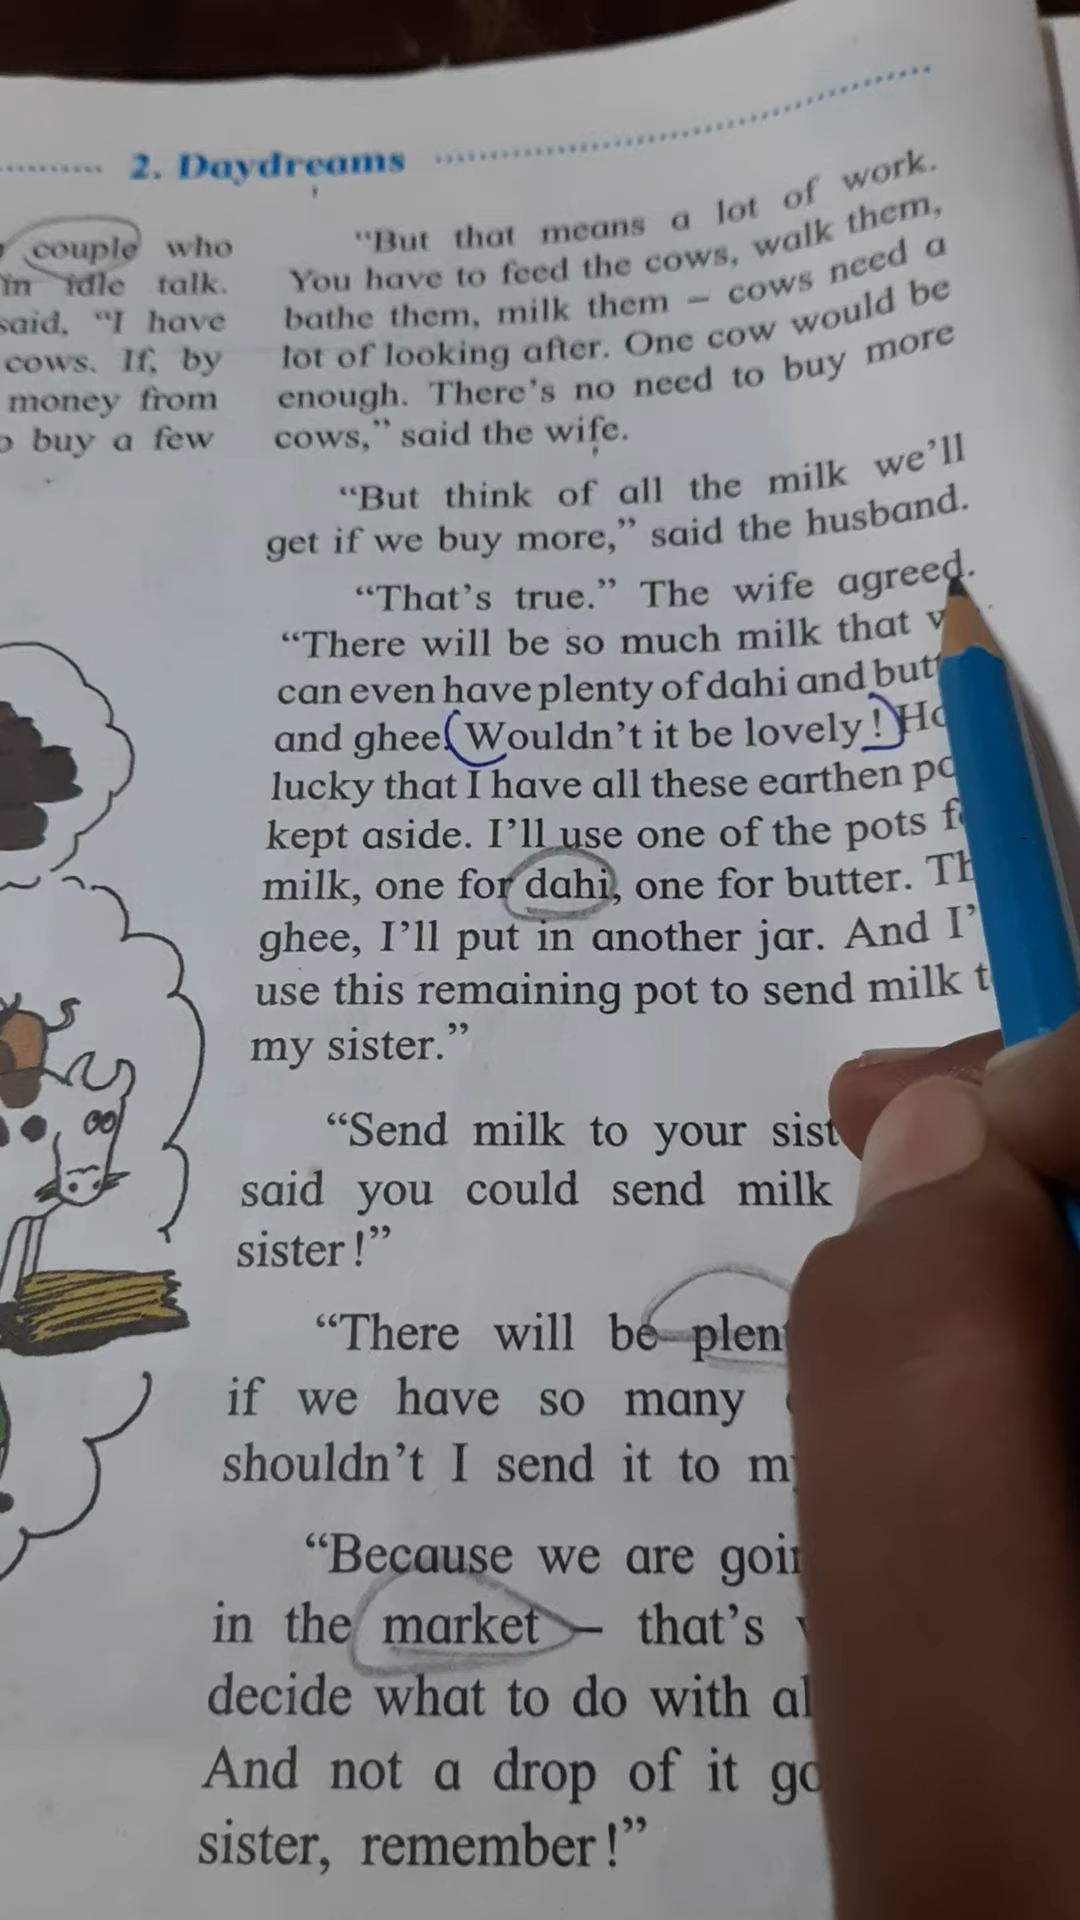 2. Daydreams
couple who
in idle talk.
said, "I have
cows. If, by
money from
buy a few
"But that means a lot of work.
You have to feed the cows, walk them,
bathe them, milk them – cows need a
lot of looking after. One cow would be
enough. There's no need to buy more
cows," said the wife.
"But think of all the milk we'll
get if we buy more," said the husband.
"That's true." The wife agreed.
"There will be so much milk that
can even have plenty of dahi and
and ghee. Wouldn't it be lovely!
lucky that I have all these earthen
kept aside. I'll use one of the pots
milk, one for dahi, one for butter.
ghee, I'll put in another jar. And
use this remaining pot to send milk
my sister."
"Send milk to your
said you could send milk
sister!"
"There will be
if we have so many
shouldn't I send it to
"Because we are
in the market – that's
decide what to do with
And not a drop of it
sister, remember!"